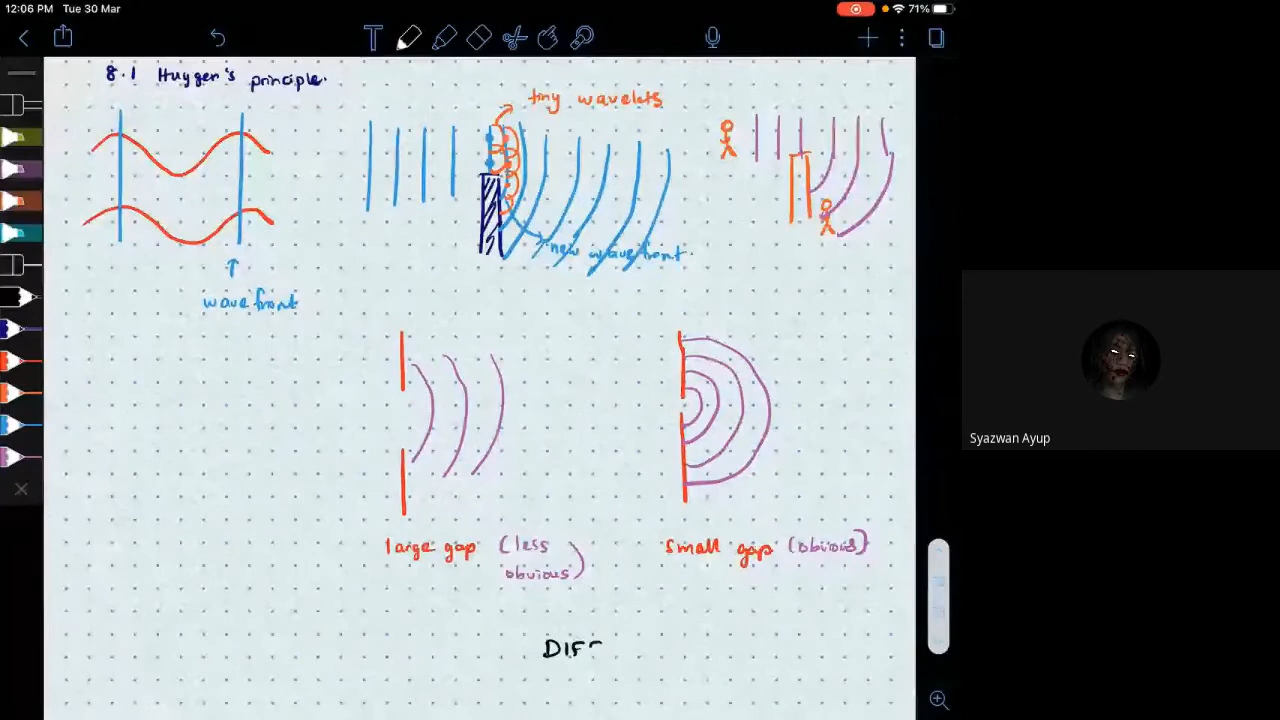 12:06 PM Tue 30 Mar
71%
8.1 Huygen's principle.
tiny wavelets
new wavefront.
wavefront
large gap (less obvious)
small gap (obvious)
DIF
Syazwan Ayup